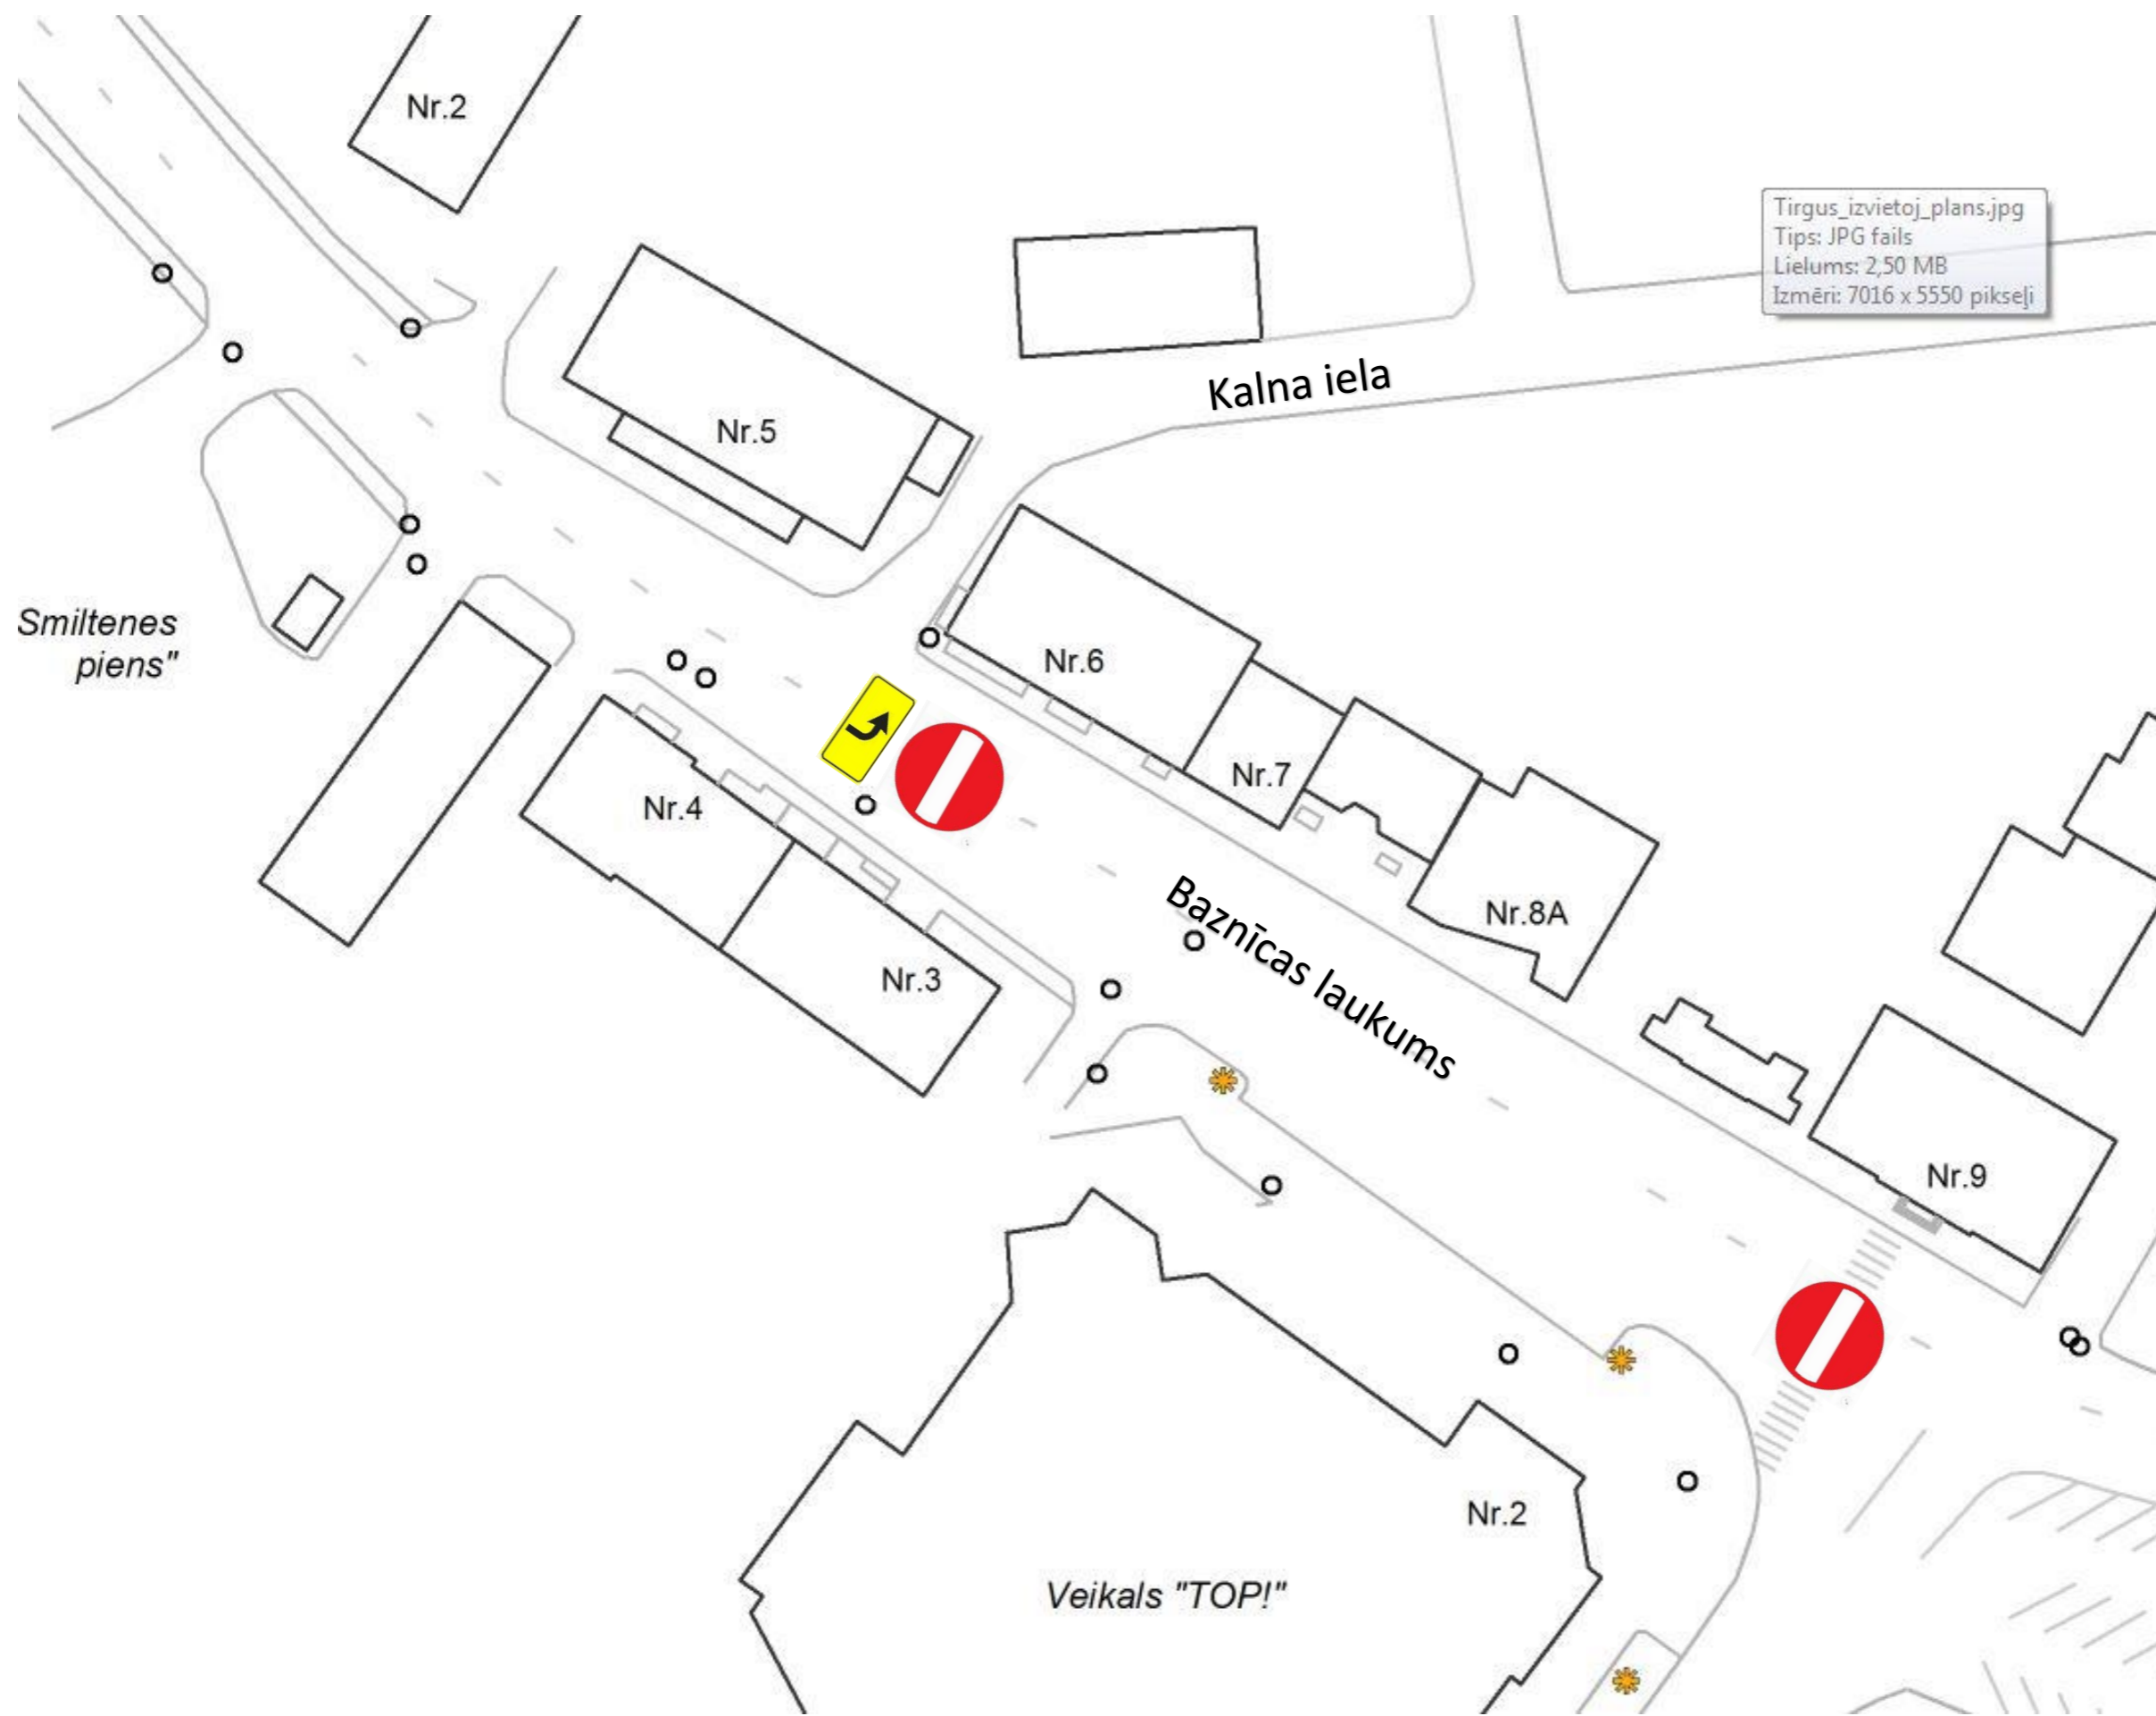 Nr.2
Tirgus_izvietoj_plans.jpg
Tips: JPG fails
Lielums: 2,50 MB
Izmēri: 7016 x 5550 pikseļi
Kalna iela
Nr.5
Smiltenes
piens"
Nr.6
Nr.7
Nr.4
Nr.8A
Baznīcas laukums
Nr.3
Nr.9
Nr.2
Veikals "TOP!"